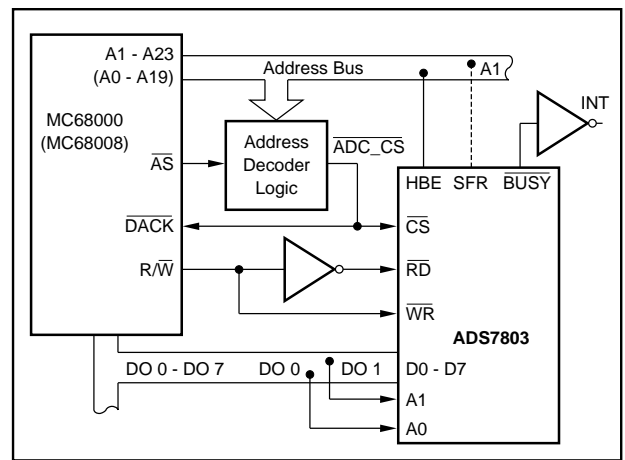 A1 - A23
(A0 - A19)
Address Bus
A1
INT
MC68000
(MC68008)
AS
Address
Decoder
Logic
ADC_CS
HBE SFR BUSY
DACK
CS
R/W
RD
WR
ADS7803
DO 0 - DO 7 DO 0 DO 1 D0 - D7
A1
A0